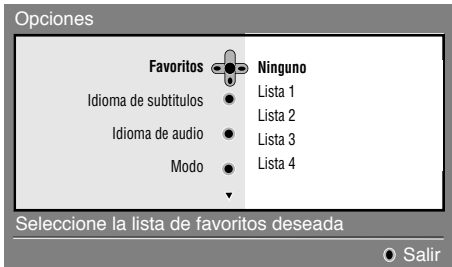 Opciones
Favoritos
Ninguno
Idioma de subtitulos
Lista 1
Lista 2
Idioma de audio
Lista 3
Modo
Lista 4
Seleccione la lista de favoritos deseada
Salir